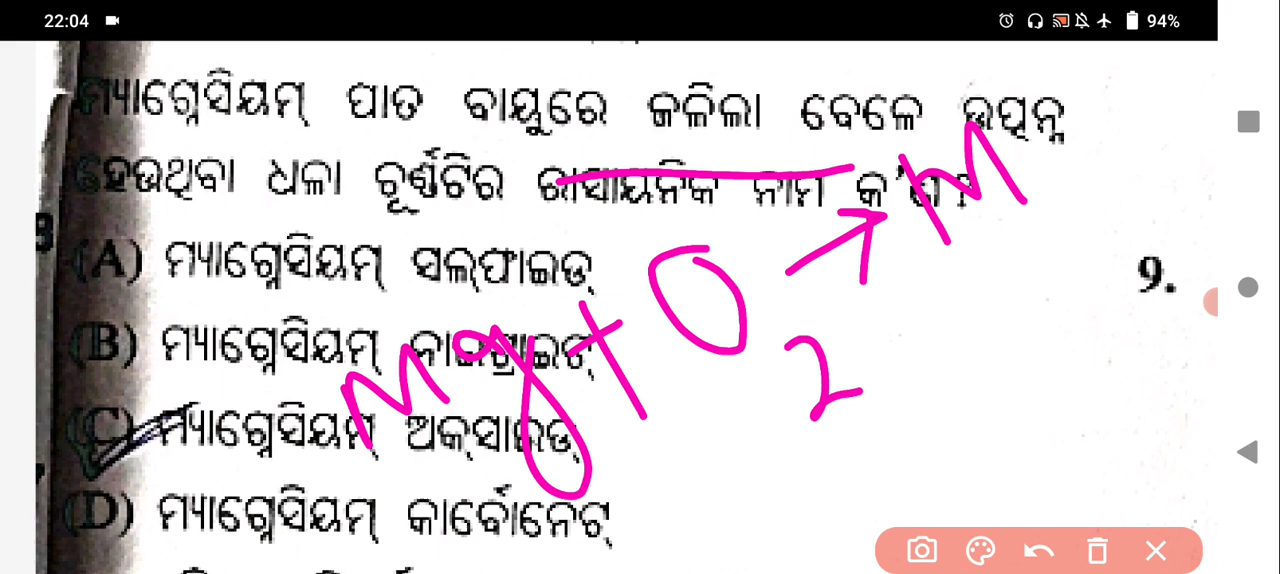 22:04 94%
ମ୍ୟାଗ୍ନେସିୟମ୍ ପାତ ବାୟୁରେ ଜଳିଲା ବେଳେ ଉତ୍ପନ୍ନ
ହେଉଥିବା ଧଳା ଚୂର୍ଣ୍ଣଟିର ରାସାୟନିକ ନାମ କ'ଣ ?
(A) ମ୍ୟାଗ୍ନେସିୟମ୍ ସଲ୍‌ଫାଇଡ୍
9.
(B) ମ୍ୟାଗ୍ନେସିୟମ୍ ନାଇଟ୍ରାଇଟ୍
(C) ମ୍ୟାଗ୍ନେସିୟମ୍ ଅକ୍‌ସାଇଡ୍
(D) ମ୍ୟାଗ୍ନେସିୟମ୍ କାର୍ବୋନେଟ୍
Mg + O2 → M